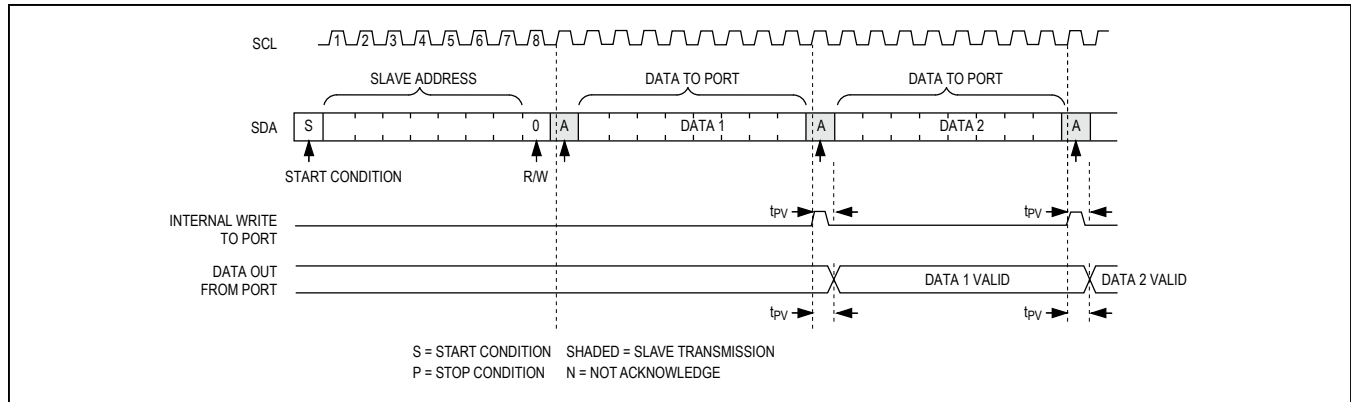 SCL 1 2 3 4 5 6 7 8
SLAVE ADDRESS DATA TO PORT DATA TO PORT
SDA S 0 A DATA 1 A DATA 2 A
START CONDITION R/W
tPV tPV
INTERNAL WRITE
TO PORT
DATA OUT
FROM PORT
DATA 1 VALID DATA 2 VALID
tPV tPV
S = START CONDITION SHADED = SLAVE TRANSMISSION
P = STOP CONDITION N = NOT ACKNOWLEDGE